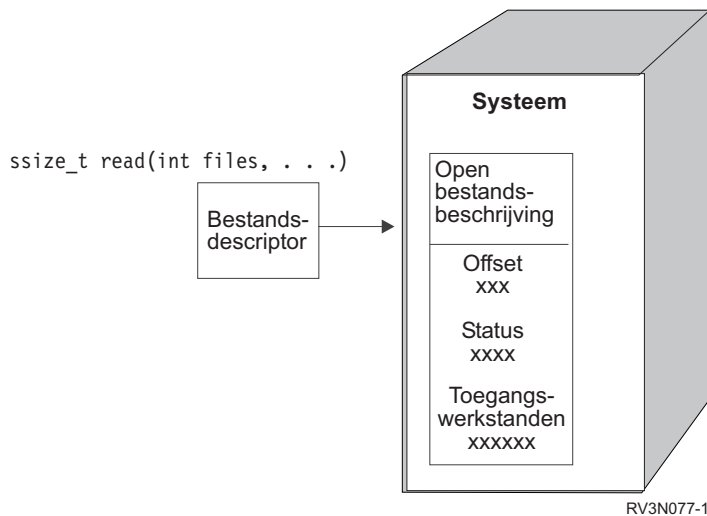 Systeem
ssize_t read(int files, . . .)
Bestands-
descriptor
Open
bestands-
beschrijving
Offset
xxx
Status
xxxx
Toegangs-
werkstanden
xxxxxx
RV3N077-1